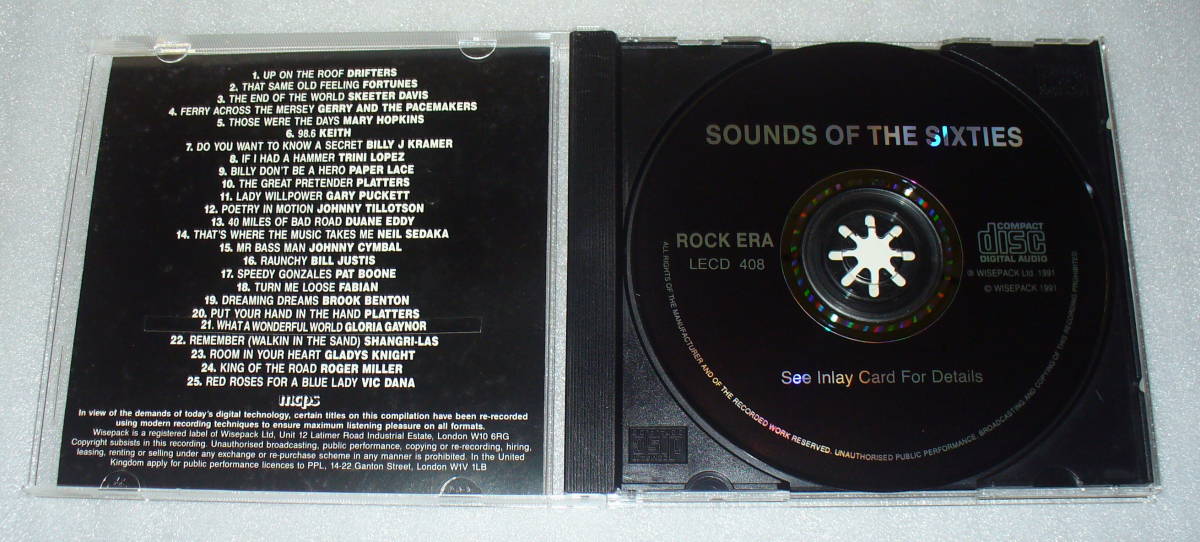 1. UP ON THE ROOF DRIFTERS
2. THAT SAME OLD FEELING FORTUNES
3. THE END OF THE WORLD SKEETER DAVIS
4. FERRY ACROSS THE MERSEY GERRY AND THE PACEMAKERS
5. THOSE WERE THE DAYS MARY HOPKINS
6. 98.6 KEITH
7. DO YOU WANT TO KNOW A SECRET BILLY J KRAMER
8. IF I HAD A HAMMER TRINI LOPEZ
9. BILLY DON'T BE A HERO PAPER LACE
10. THE GREAT PRETENDER PLATTERS
11. LADY WILLPOWER GARY PUCKETT
12. POETRY IN MOTION JOHNNY TILLOTSON
13. 40 MILES OF BAD ROAD DUANE EDDY
14. THAT'S WHERE THE MUSIC TAKES ME NEIL SEDAKA
15. MR BASS MAN JOHNNY CYMBAL
16. RAUNCHY BILL JUSTIS
17. SPEEDY GONZALES PAT BOONE
18. TURN ME LOOSE FABIAN
19. DREAMING DREAMS BROOK BENTON
20. PUT YOUR HAND IN THE HAND PLATTERS
21. WHAT A WONDERFUL WORLD GLORIA GAYNOR
22. REMEMBER (WALKIN IN THE SAND) SHANGRI-LAS
23. ROOM IN YOUR HEART GLADYS KNIGHT
24. KING OF THE ROAD ROGER MILLER
25. RED ROSES FOR A BLUE LADY VIC DANA
mcps
In view of the demands of today's digital technology, certain titles on this compilation have been re-recorded
using modern recording techniques to ensure maximum listening pleasure on all formats.
Wisepack is a registered label of Wisepack Ltd, Unit 12 Latimer Road Industrial Estate, London W10 6RG
Copyright subsists in this recording. Unauthorised broadcasting, public performance, copying or re-recording, hiring,
leasing, renting or selling under any exchange or re-purchase scheme in any manner is prohibited. In the United
Kingdom apply for public performance licences to PPL, 14-22 Ganton Street, London W1V 1LB
SOUNDS OF THE SIXTIES
ROCK ERA
LECD 408
COMPACT
disc
DIGITAL AUDIO
℗ WISEPACK Ltd. 1991
© WISEPACK 1991
See Inlay Card For Details
ALL RIGHTS OF THE MANUFACTURER AND OF THE RECORDED WORK RESERVED. UNAUTHORISED PUBLIC PERFORMANCE, BROADCASTING AND COPYING OF THIS RECORDING PROHIBITED.